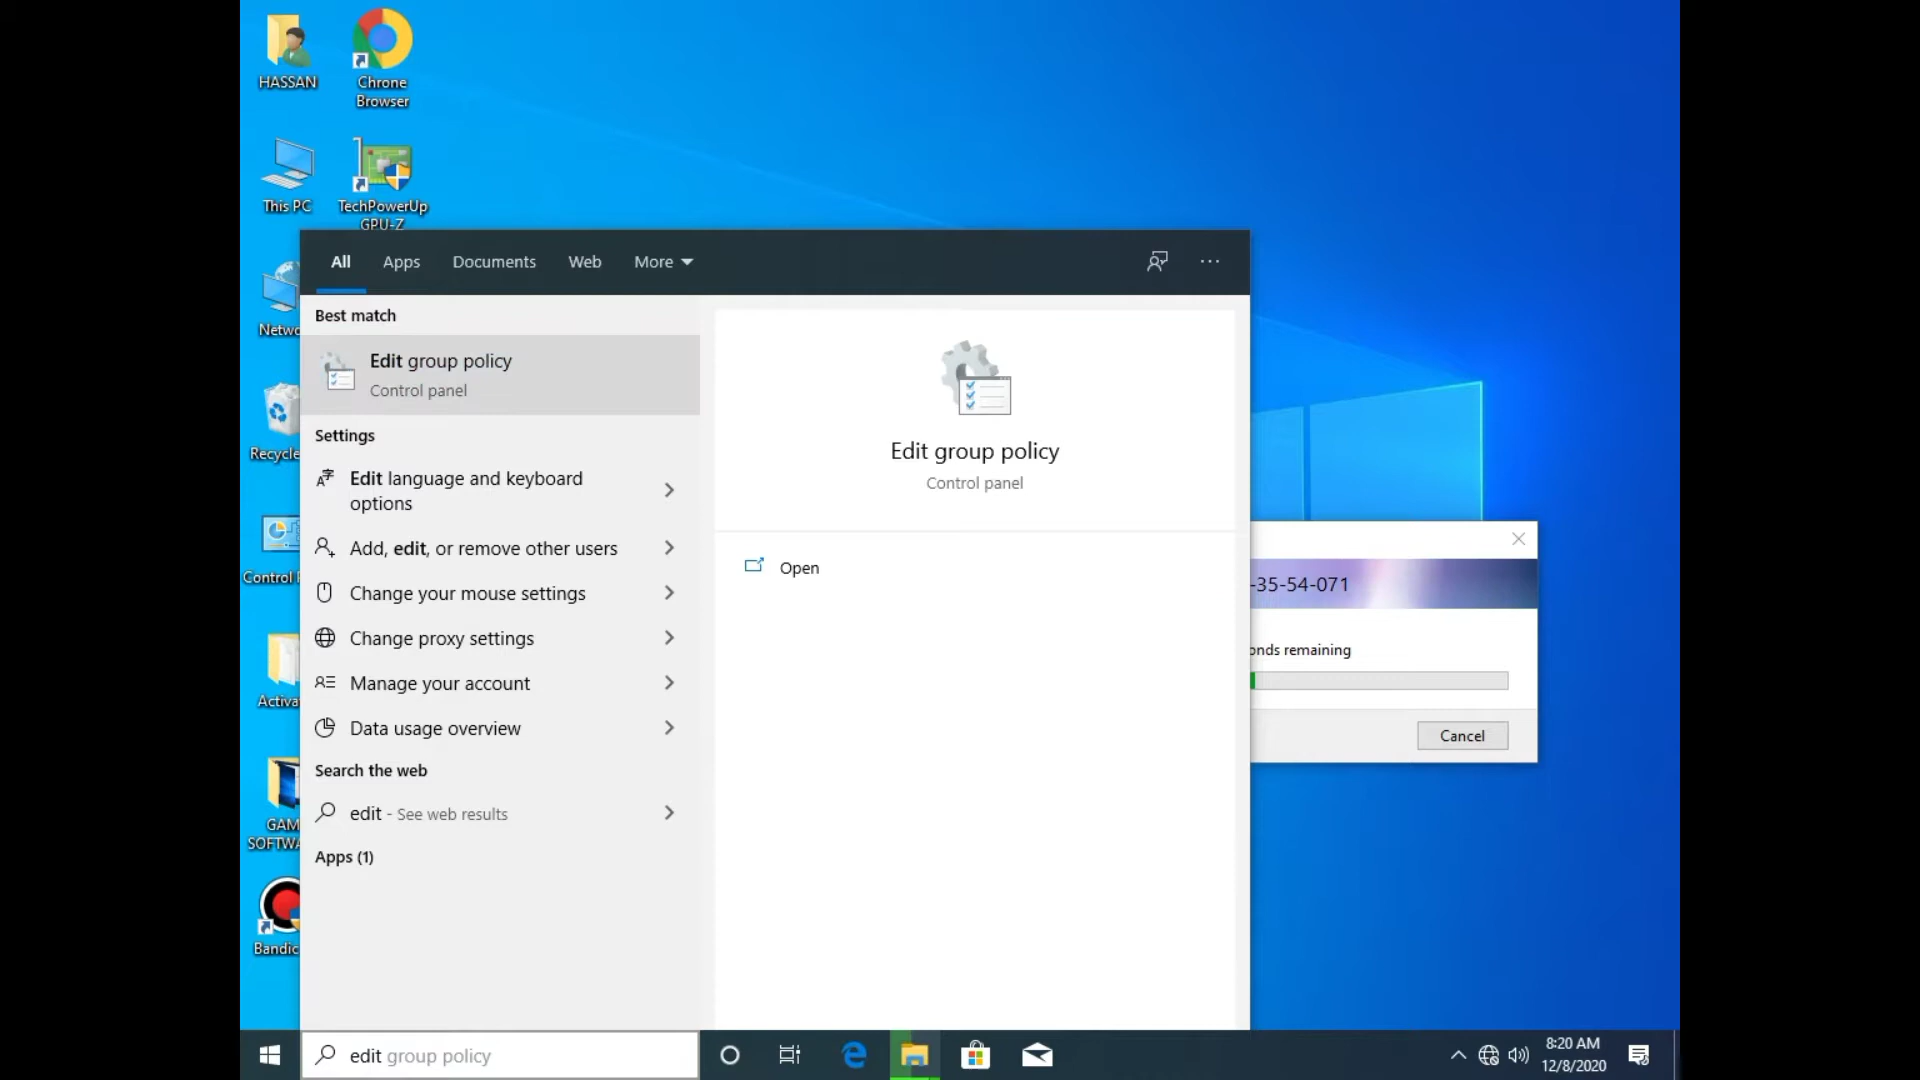 HASSAN
Chrone
Browser
This PC
TechPowerUp
GPU-Z
All
Apps
Documents
Web
More
Best match
Edit group policy
Control panel
Settings
Edit language and keyboard
options
Add, edit, or remove other users
Change your mouse settings
Change proxy settings
Manage your account
Data usage overview
Search the web
edit - See web results
Apps (1)
Edit group policy
Control panel
Open
Netwo
Recycle
Control
Activa
GAM
SOFTWA
Bandic
-35-54-071
onds remaining
Cancel
edit group policy
8:20 AM
12/8/2020